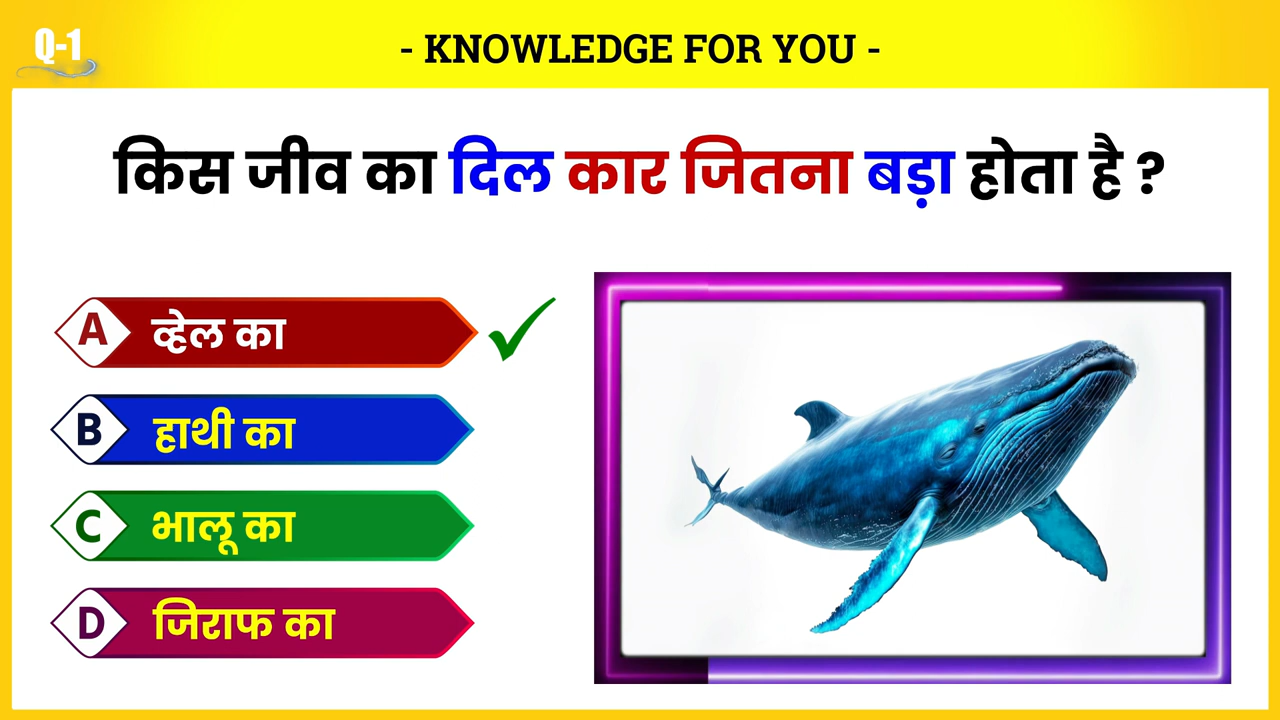 Q-1
- KNOWLEDGE FOR YOU -
किस जीव का दिल कार जितना बड़ा होता है ?
A व्हेल का
B हाथी का
C भालू का
D जिराफ का